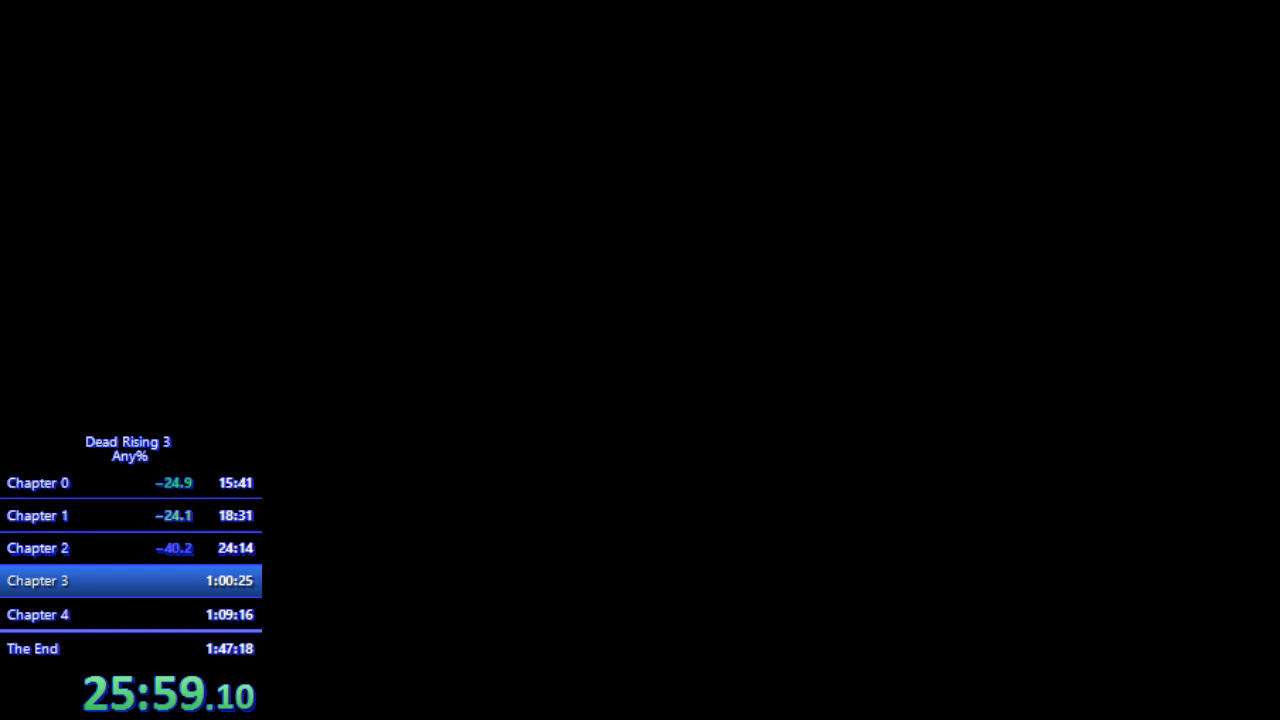 Dead Rising 3
Any%
Chapter 0 -24.9 15:41
Chapter 1 -24.1 18:31
Chapter 2 -40.2 24:14
Chapter 3 1:00:25
Chapter 4 1:09:16
The End 1:47:18
25:59.10